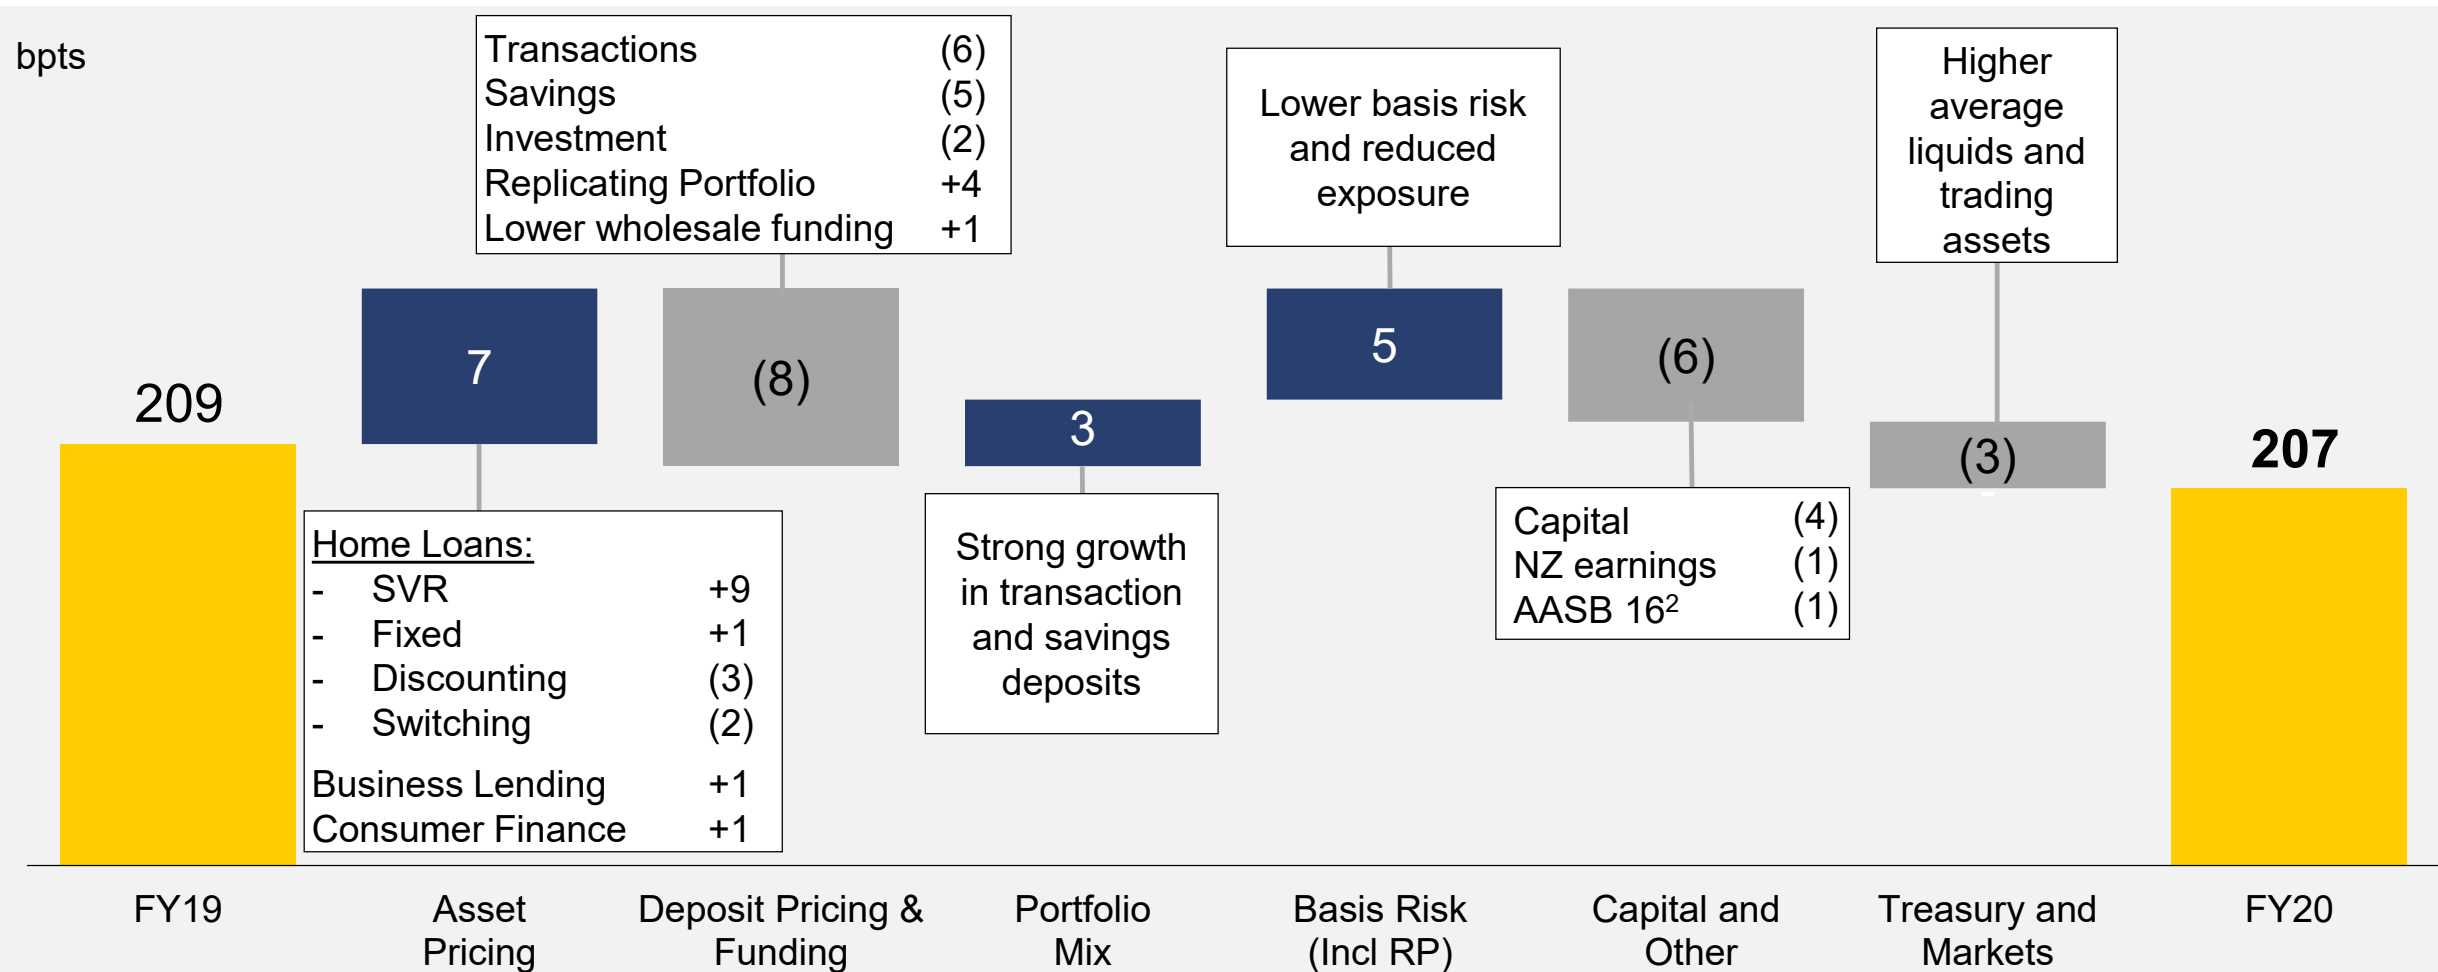 bpts
Transactions (6)
Savings (5)
Investment (2)
Replicating Portfolio +4
Lower wholesale funding +1
Lower basis risk
and reduced
exposure
Higher
average
liquids and
trading
assets
209
7
(8)
3
5
(6)
(3)
207
Home Loans:
- SVR +9
- Fixed +1
- Discounting (3)
- Switching (2)
Business Lending +1
Consumer Finance +1
Strong growth
in transaction
and savings
deposits
Capital (4)
NZ earnings (1)
AASB 16² (1)
FY19
Asset
Pricing
Deposit Pricing &
Funding
Portfolio
Mix
Basis Risk
(Incl RP)
Capital and
Other
Treasury and
Markets
FY20